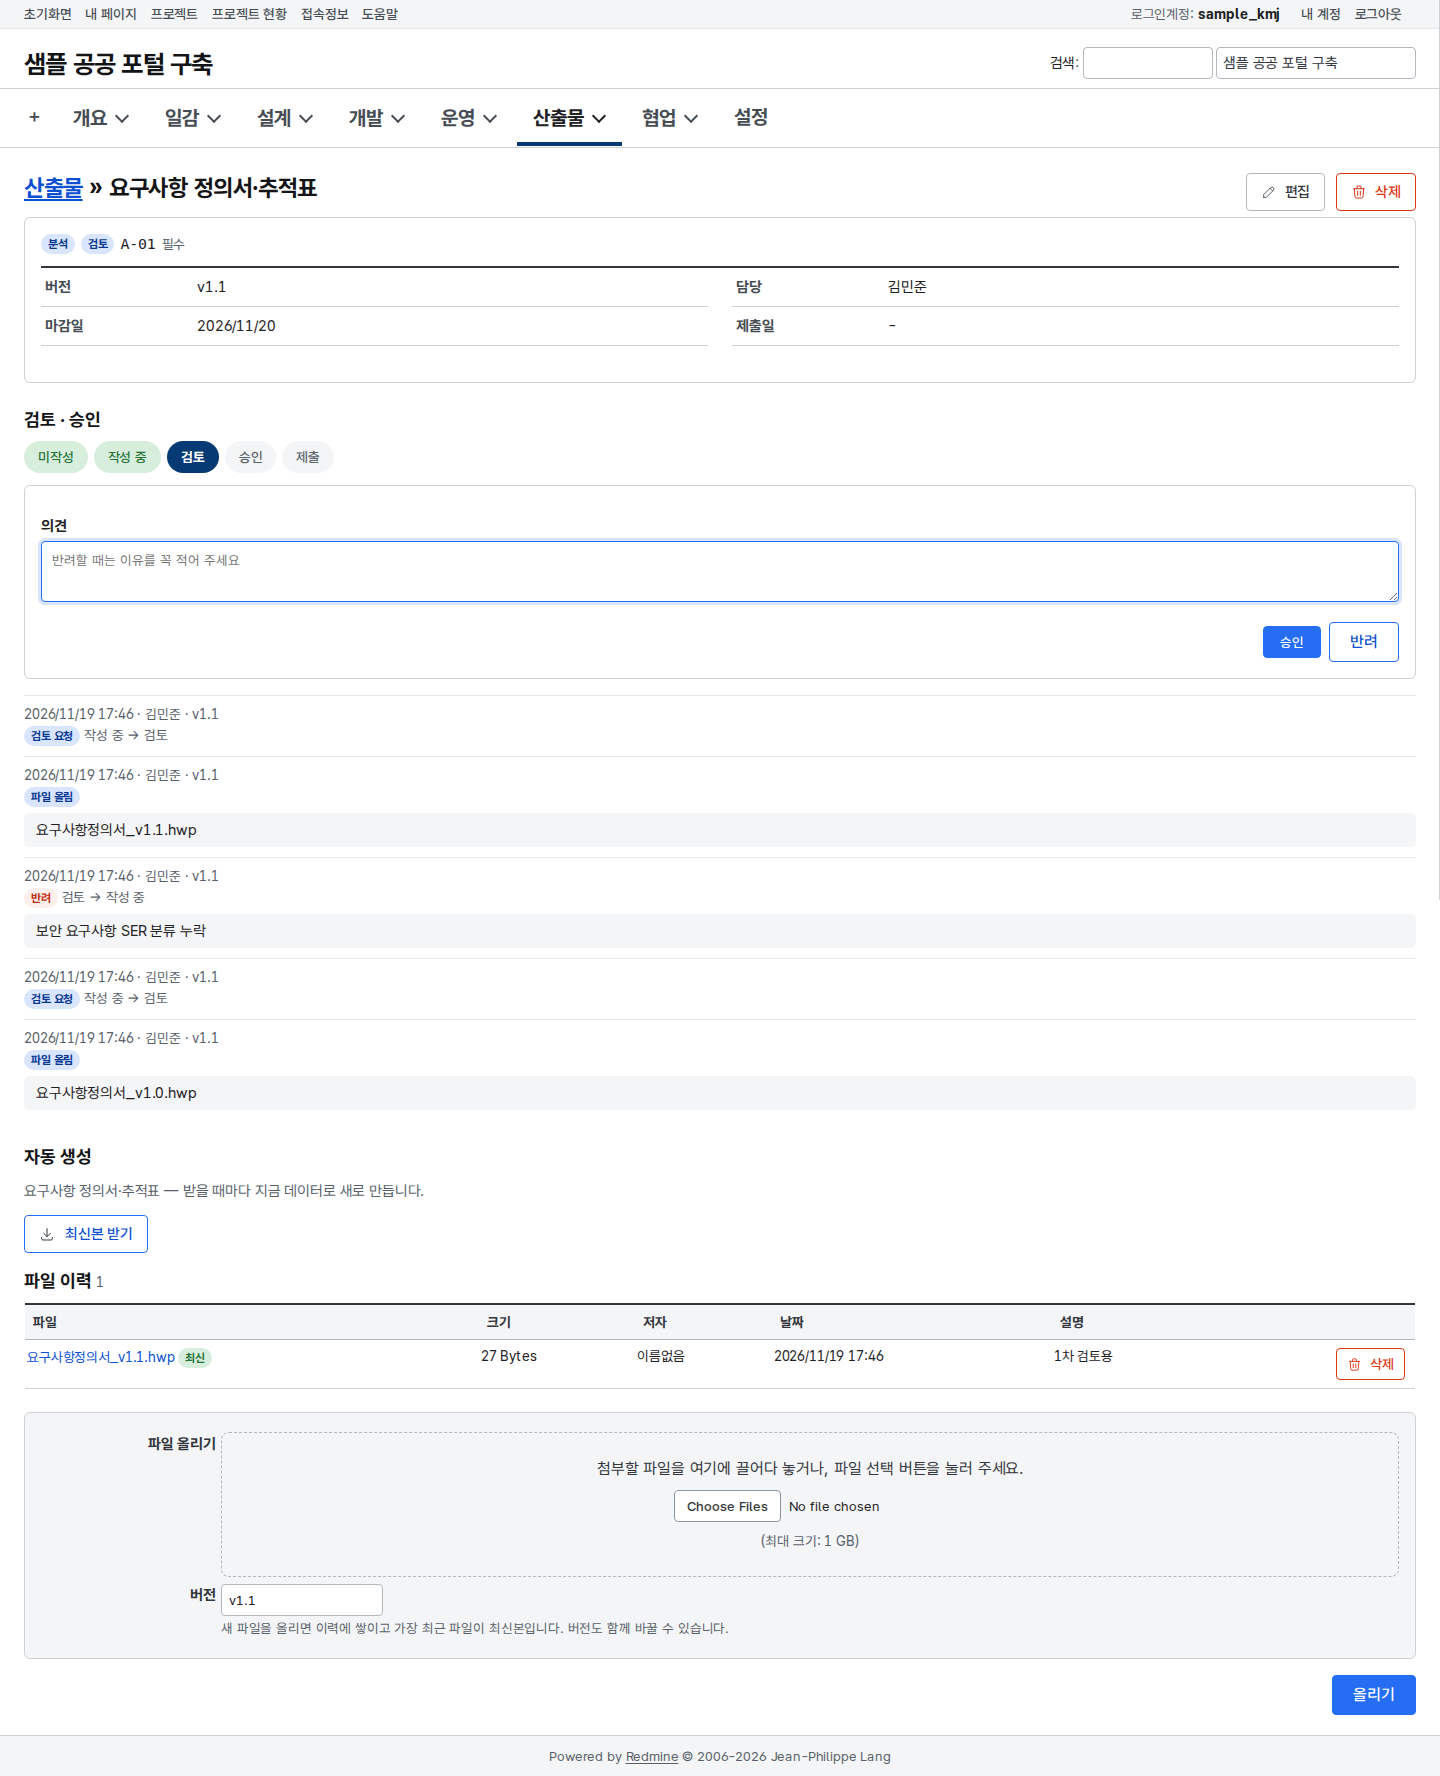 초기화면 내 페이지 프로젝트 프로젝트 현황 접속정보 도움말 로그인계정: sample_kmj 내 계정 로그아웃
샘플 공공 포털 구축 검색: 샘플 공공 포털 구축
+ 개요 일감 설계 개발 운영 산출물 협업 설정
산출물 » 요구사항 정의서·추적표 편집 삭제
분석 검토 A-01 필수
버전 v1.1 담당 김민준
마감일 2026/11/20 제출일 -
검토 · 승인
미작성 작성 중 검토 승인 제출
의견
반려할 때는 이유를 꼭 적어 주세요
승인 반려
2026/11/19 17:46 · 김민준 · v1.1
검토 요청 작성 중 → 검토
2026/11/19 17:46 · 김민준 · v1.1
파일 올림
요구사항정의서_v1.1.hwp
2026/11/19 17:46 · 김민준 · v1.1
반려 검토 → 작성 중
보안 요구사항 SER 분류 누락
2026/11/19 17:46 · 김민준 · v1.1
검토 요청 작성 중 → 검토
2026/11/19 17:46 · 김민준 · v1.1
파일 올림
요구사항정의서_v1.0.hwp
자동 생성
요구사항 정의서·추적표 — 받을 때마다 지금 데이터로 새로 만듭니다.
최신본 받기
파일 이력 1
파일 크기 저자 날짜 설명
요구사항정의서_v1.1.hwp 최신 27 Bytes 이름없음 2026/11/19 17:46 1차 검토용 삭제
파일 올리기 첨부할 파일을 여기에 끌어다 놓거나, 파일 선택 버튼을 눌러 주세요.
Choose Files No file chosen
(최대 크기: 1 GB)
버전 v1.1
새 파일을 올리면 이력에 쌓이고 가장 최근 파일이 최신본입니다. 버전도 함께 바꿀 수 있습니다.
올리기
Powered by Redmine © 2006-2026 Jean-Philippe Lang